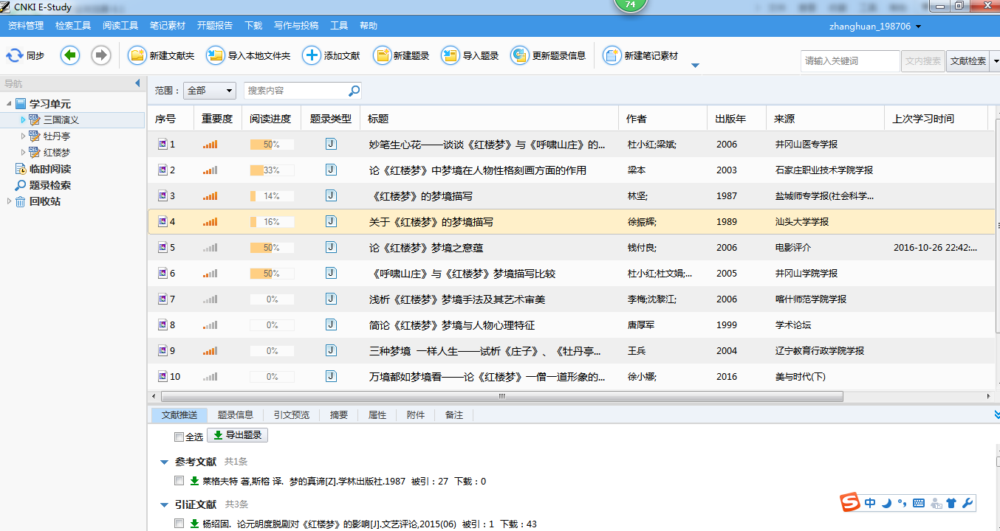 CNKI E-Study
74
资料管理 检索工具 阅读工具 笔记素材 开题报告 下载 写作与投稿 工具 帮助 zhanghuan_198706
同步 新建文献夹 导入本地文件夹 添加文献 新建题录 导入题录 更新题录信息 新建笔记素材 请输入关键词 文内搜索 文献检索
导航
学习单元
三国演义
牡丹亭
红楼梦
临时阅读
题录检索
回收站
范围： 全部 搜索内容
序号 重要度 阅读进度 题录类型 标题 作者 出版年 来源 上次学习时间
1 50% J 妙笔生心花——谈谈《红楼梦》与《呼啸山庄》的... 杜小红;梁斌; 2006 井冈山医专学报
2 33% J 论《红楼梦》中梦境在人物性格刻画方面的作用 梁本 2003 石家庄职业技术学院学报
3 14% J 《红楼梦》的梦境描写 林坚; 1987 盐城师专学报(社会科学...
4 16% J 关于《红楼梦》的梦境描写 徐振辉; 1989 汕头大学学报
5 50% J 论《红楼梦》梦境之意蕴 钱付良; 2006 电影评介 2016-10-26 22:42:...
6 50% J 《呼啸山庄》与《红楼梦》梦境描写比较 杜小红;杜文娟;... 2005 井冈山学院学报
7 0% J 浅析《红楼梦》梦境手法及其艺术审美 李梅;沈黎江; 2006 喀什师范学院学报
8 0% J 简论《红楼梦》梦境与人物心理特征 唐厚军 1999 学术论坛
9 0% J 三种梦境 一样人生——试析《庄子》、《牡丹亭... 王兵 2004 辽宁教育行政学院学报
10 0% J 万境都如梦境看——论《红楼梦》一僧一道形象的... 徐小娜; 2016 美与时代(下)
文献推送 题录信息 引文预览 摘要 属性 附件 备注
全选 导出题录
参考文献 共1条
莱格夫特 著,斯榕 译. 梦的真谛[Z].学林出版社.1987 被引：27 下载：0
引证文献 共3条
杨绍固. 论元明度脱剧对《红楼梦》的影响[J].文艺评论,2015(06) 被引：1 下载：43
S 中